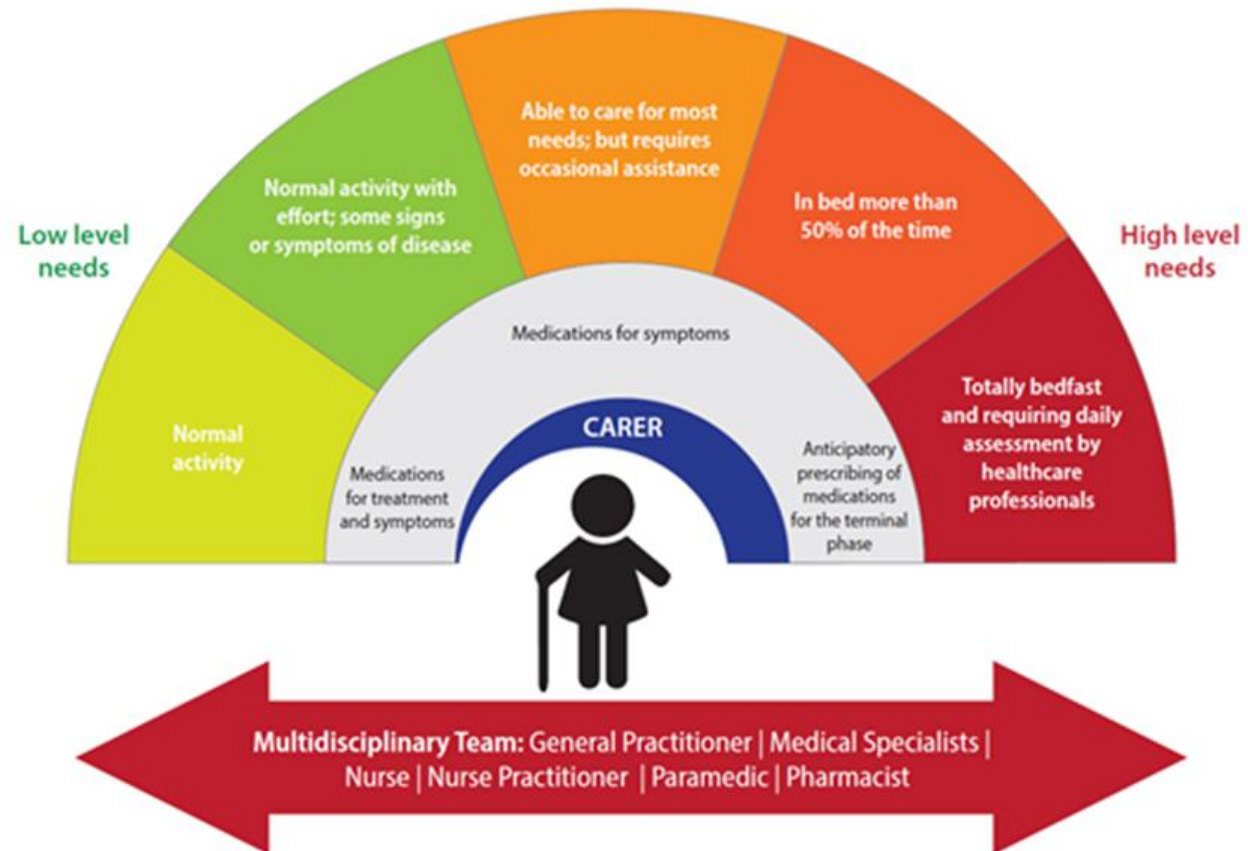 Low level
needs
Normal
activity
Normal activity with
effort; some signs
or symptoms of disease
Able to care for most
needs; but requires
occasional assistance
In bed more than
50% of the time
Totally bedfast
and requiring daily
assessment by
healthcare
professionals
High level
needs
Medications
for treatment
and symptoms
Medications for symptoms
Anticipatory
prescribing of
medications
for the terminal
phase
CARER
Multidisciplinary Team: General Practitioner | Medical Specialists |
Nurse | Nurse Practitioner | Paramedic | Pharmacist